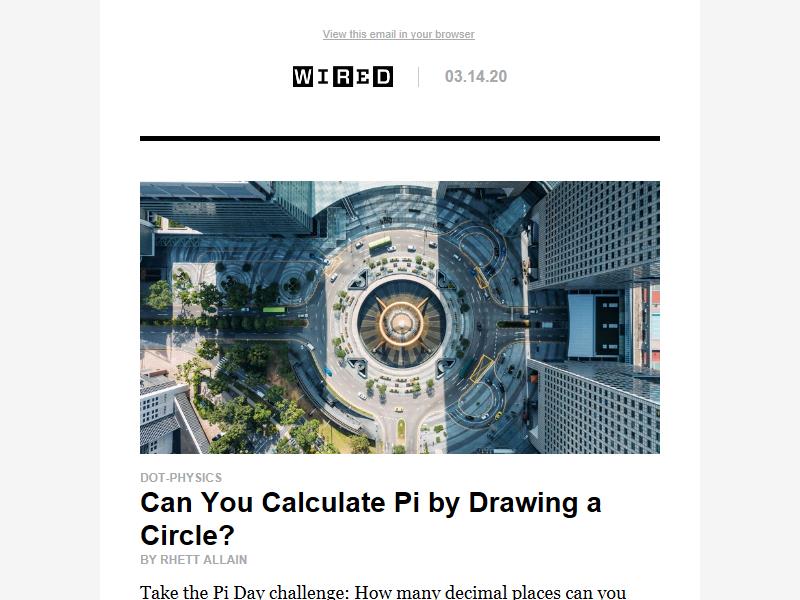 View this email in your browser
WIRED
03.14.20
DOT-PHYSICS
Can You Calculate Pi by Drawing a
Circle?
BY RHETT ALLAIN
Take the Pi Day challenge: How many decimal places can you